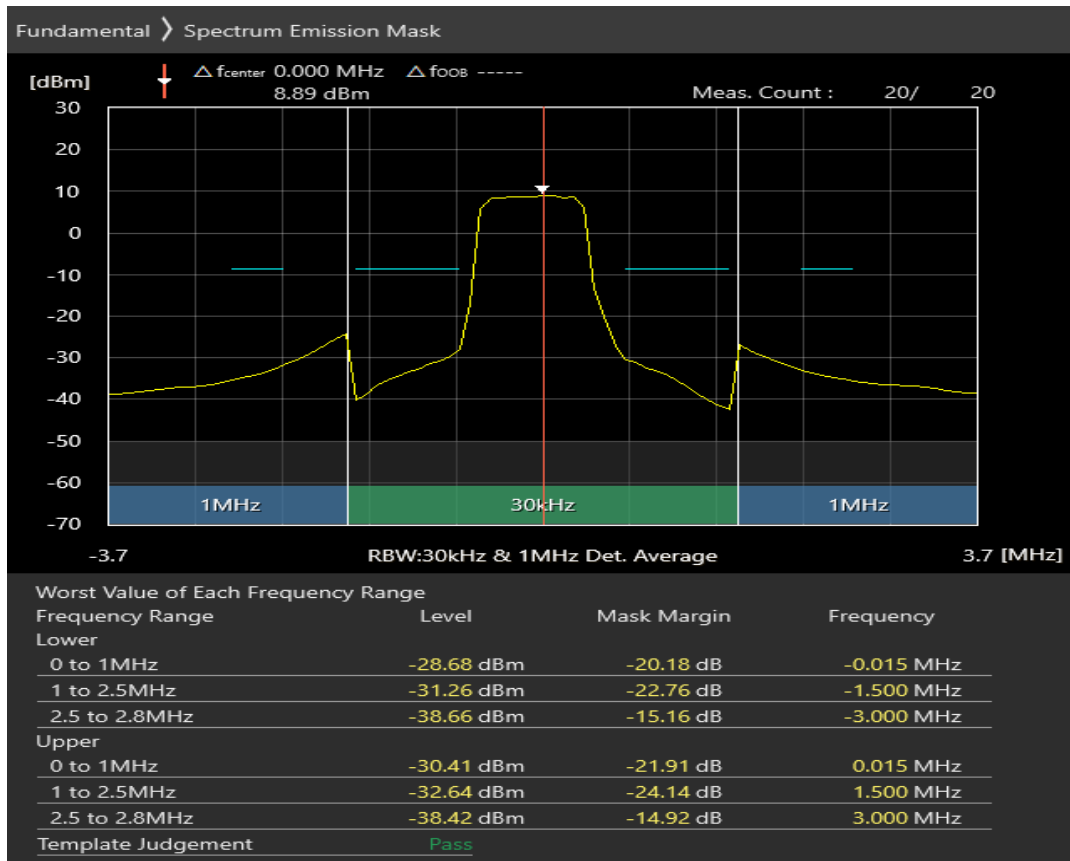 Fundamental 〉 Spectrum Emission Mask
[dBm] △fcenter 0.000 MHz △fOOB -----
8.89 dBm Meas. Count : 20/ 20
30
20
10
0
-10
-20
-30
-40
-50
-60
1MHz 30kHz 1MHz
-70
-3.7 RBW:30kHz & 1MHz Det. Average 3.7 [MHz]
Worst Value of Each Frequency Range
Frequency Range Level Mask Margin Frequency
Lower
0 to 1MHz -28.68 dBm -20.18 dB -0.015 MHz
1 to 2.5MHz -31.26 dBm -22.76 dB -1.500 MHz
2.5 to 2.8MHz -38.66 dBm -15.16 dB -3.000 MHz
Upper
0 to 1MHz -30.41 dBm -21.91 dB 0.015 MHz
1 to 2.5MHz -32.64 dBm -24.14 dB 1.500 MHz
2.5 to 2.8MHz -38.42 dBm -14.92 dB 3.000 MHz
Template Judgement Pass